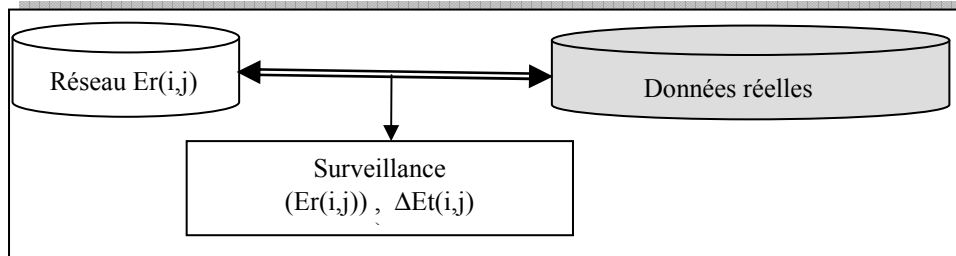 Réseau Er(i,j)
Données réelles
Surveillance
(Er(i,j)) , ΔEt(i,j)